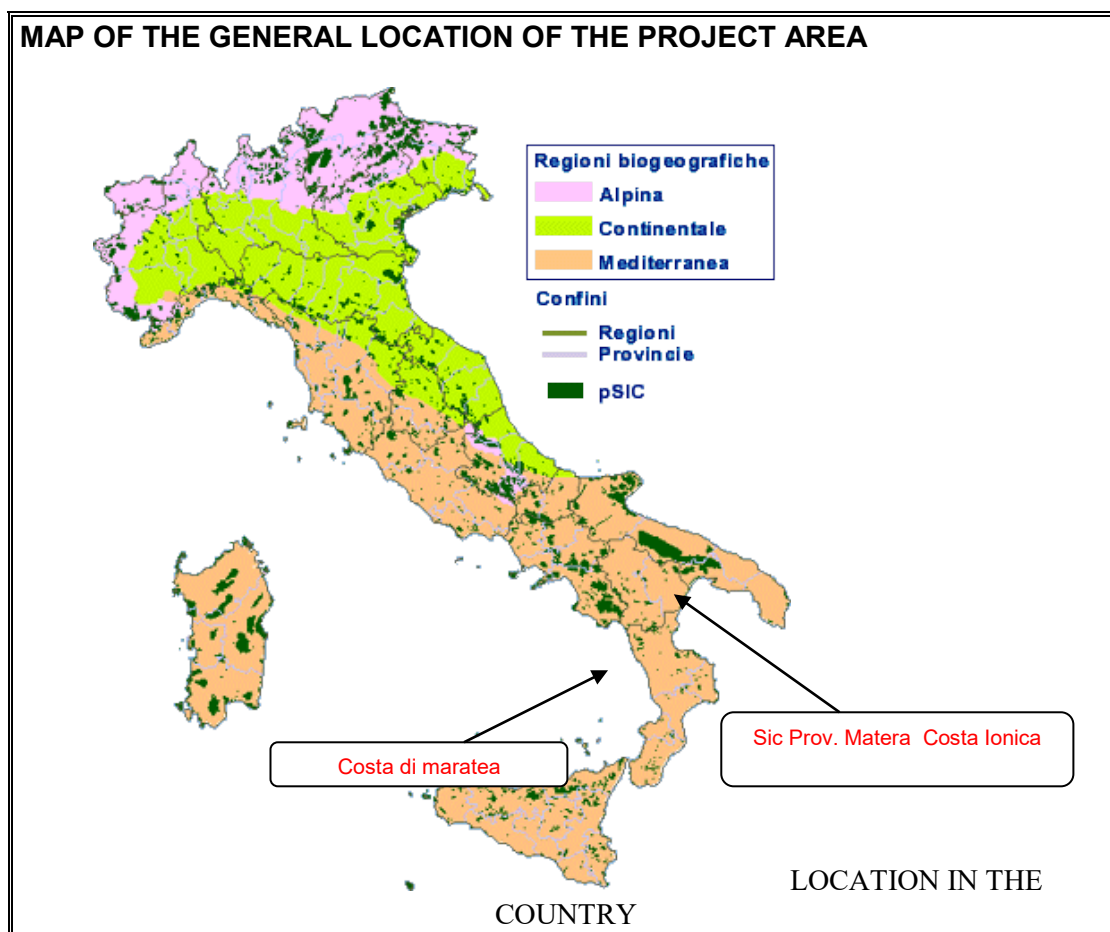 MAP OF THE GENERAL LOCATION OF THE PROJECT AREA
Regioni biogeografiche
Alpina
Continentale
Mediterranea
Confini
Regioni
Provincie
pSIC
Sic Prov. Matera Costa Ionica
Costa di maratea
LOCATION IN THE
COUNTRY